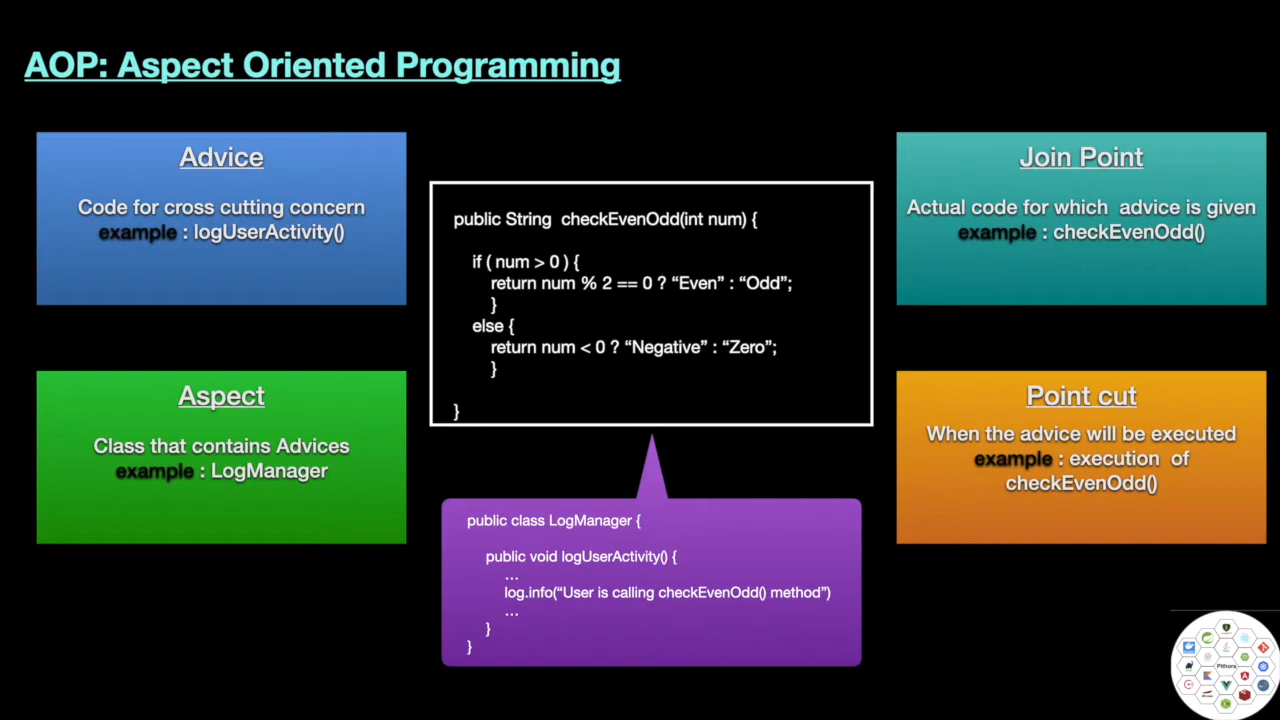 AOP: Aspect Oriented Programming
Advice
Code for cross cutting concern
example : logUserActivity()
Aspect
Class that contains Advices
example : LogManager
public String  checkEvenOdd(int num) {
if ( num > 0 ) {
return num % 2 == 0 ? “Even” : “Odd”;
}
else {
return num < 0 ? “Negative” : “Zero”;
}
}
public class LogManager {
public void logUserActivity() {
…
log.info(“User is calling checkEvenOdd() method”)
…
}
}
Join Point
Actual code for which  advice is given
example : checkEvenOdd()
Point cut
When the advice will be executed
example : execution  of
checkEvenOdd()